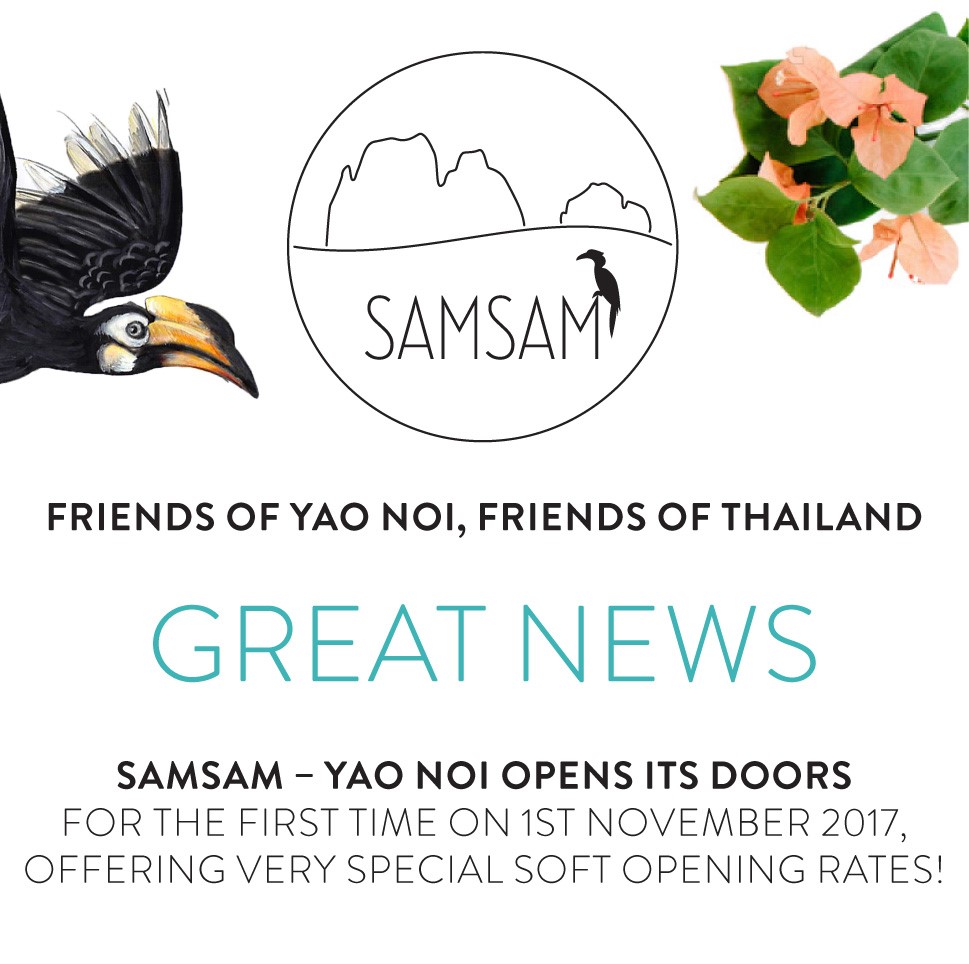 SAMSAM
FRIENDS OF YAO NOI, FRIENDS OF THAILAND
GREAT NEWS
SAMSAM – YAO NOI OPENS ITS DOORS
FOR THE FIRST TIME ON 1ST NOVEMBER 2017,
OFFERING VERY SPECIAL SOFT OPENING RATES!